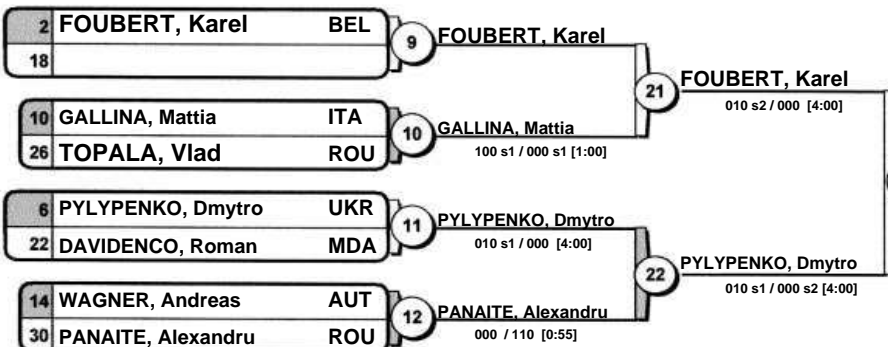 2 FOUBERT, Karel BEL
18
9
FOUBERT, Karel
10 GALLINA, Mattia ITA
26 TOPALA, Vlad ROU
10
GALLINA, Mattia
100 s1 / 000 s1 [1:00]
21
FOUBERT, Karel
010 s2 / 000 [4:00]
6 PYLYPENKO, Dmytro UKR
22 DAVIDENCO, Roman MDA
11
PYLYPENKO, Dmytro
010 s1 / 000 [4:00]
14 WAGNER, Andreas AUT
30 PANAITE, Alexandru ROU
12
PANAITE, Alexandru
000 / 110 [0:55]
22
PYLYPENKO, Dmytro
010 s1 / 000 s2 [4:00]